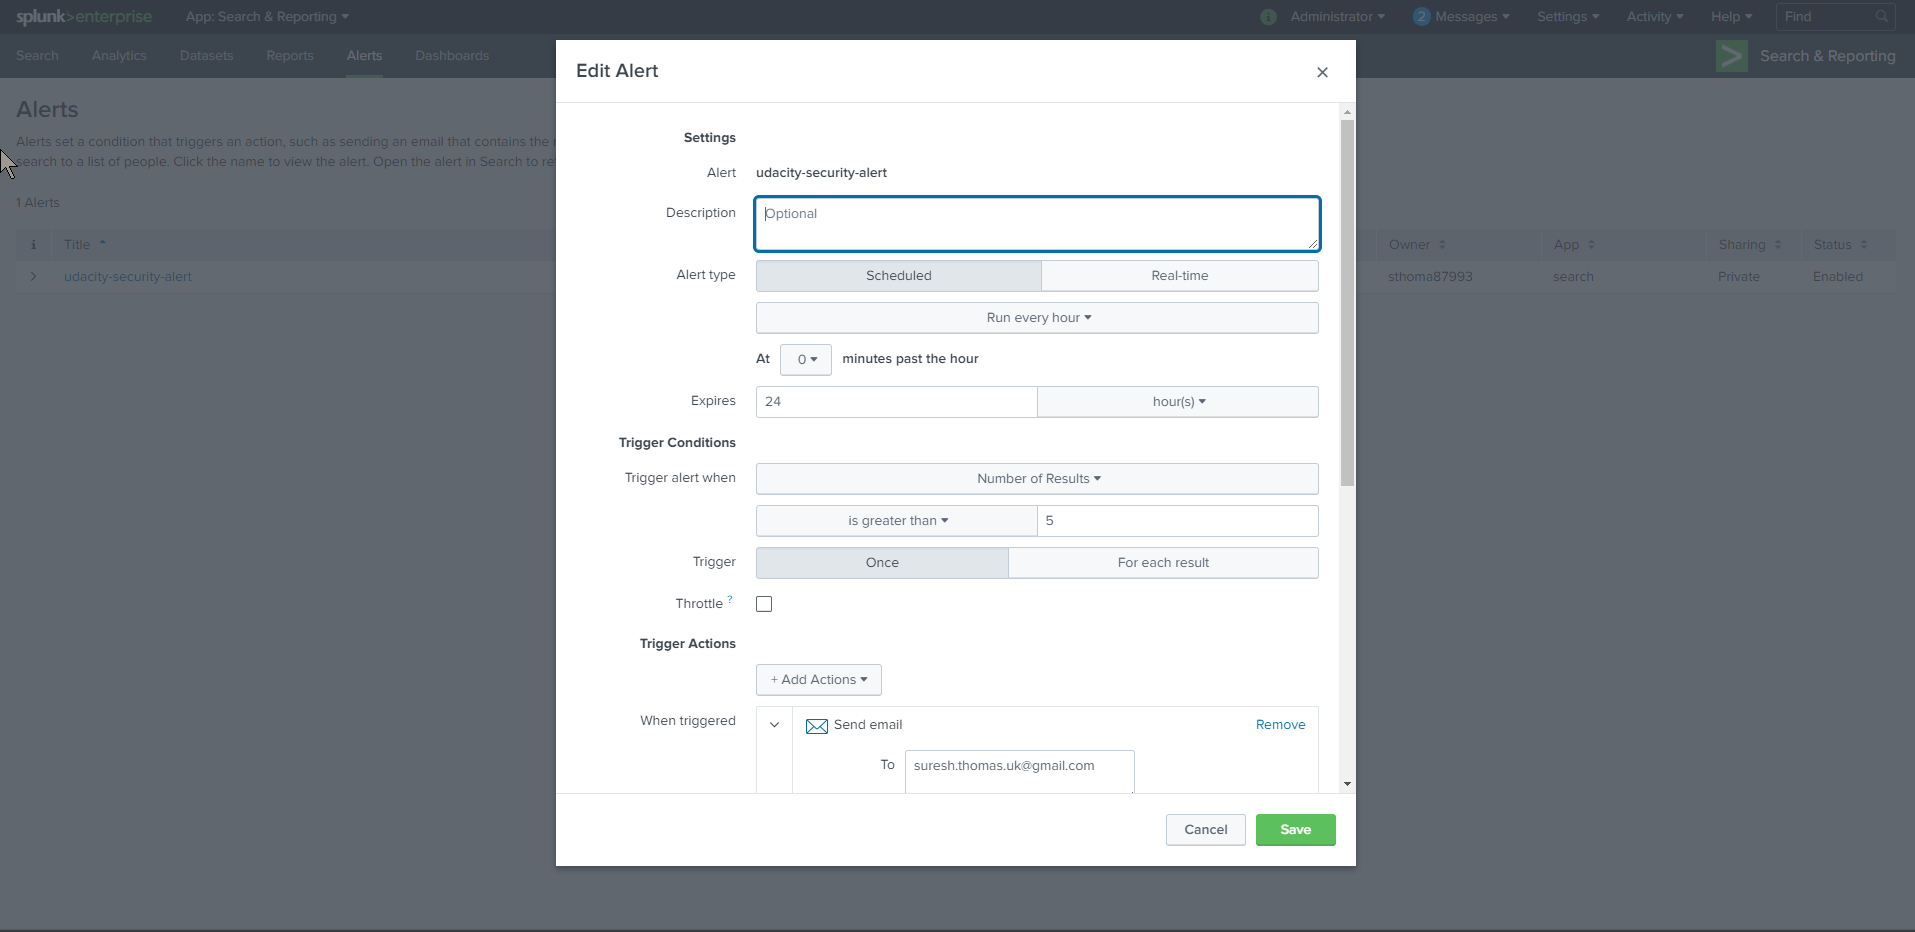 splunk>enterprise App: Search & Reporting i Administrator 2 Messages Settings Activity Help Find
Search Analytics Datasets Reports Alerts Dashboards Search & Reporting
Alerts
Alerts set a condition that triggers an action, such as sending an email that contains the
search to a list of people. Click the name to view the alert. Open the alert in Search to
1 Alerts
i Title Owner App Sharing Status
udacity-security-alert sthoma87993 search Private Enabled
Edit Alert
Settings
Alert udacity-security-alert
Description Optional
Alert type Scheduled Real-time
Run every hour
At 0 minutes past the hour
Expires 24 hour(s)
Trigger Conditions
Trigger alert when Number of Results
is greater than 5
Trigger Once For each result
Throttle ?
Trigger Actions
+ Add Actions
When triggered Send email Remove
To suresh.thomas.uk@gmail.com
Cancel Save